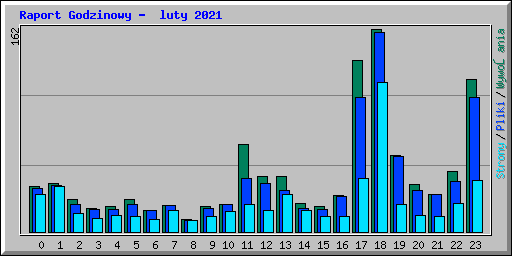 Raport Godzinowy -  luty 2021
162
Strony / Pliki /
0 1 2 3 4 5 6 7 8 9 10 11 12 13 14 15 16 17 18 19 20 21 22 23